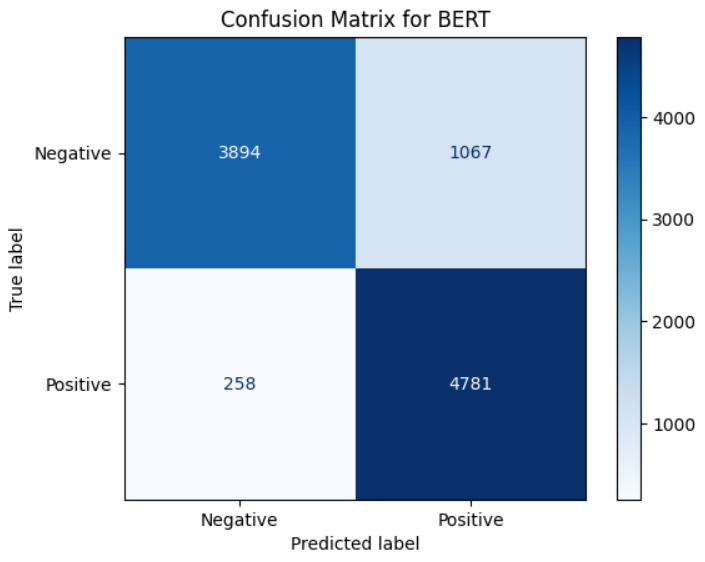 Confusion Matrix for BERT
Negative
3894
1067
4000
3000
True label
2000
Positive
258
4781
1000
Negative
Positive
Predicted label